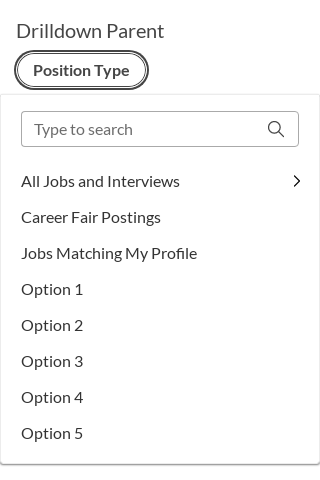 Drilldown Parent
Position Type
Type to search
All Jobs and Interviews
Career Fair Postings
Jobs Matching My Profile
Option 1
Option 2
Option 3
Option 4
Option 5